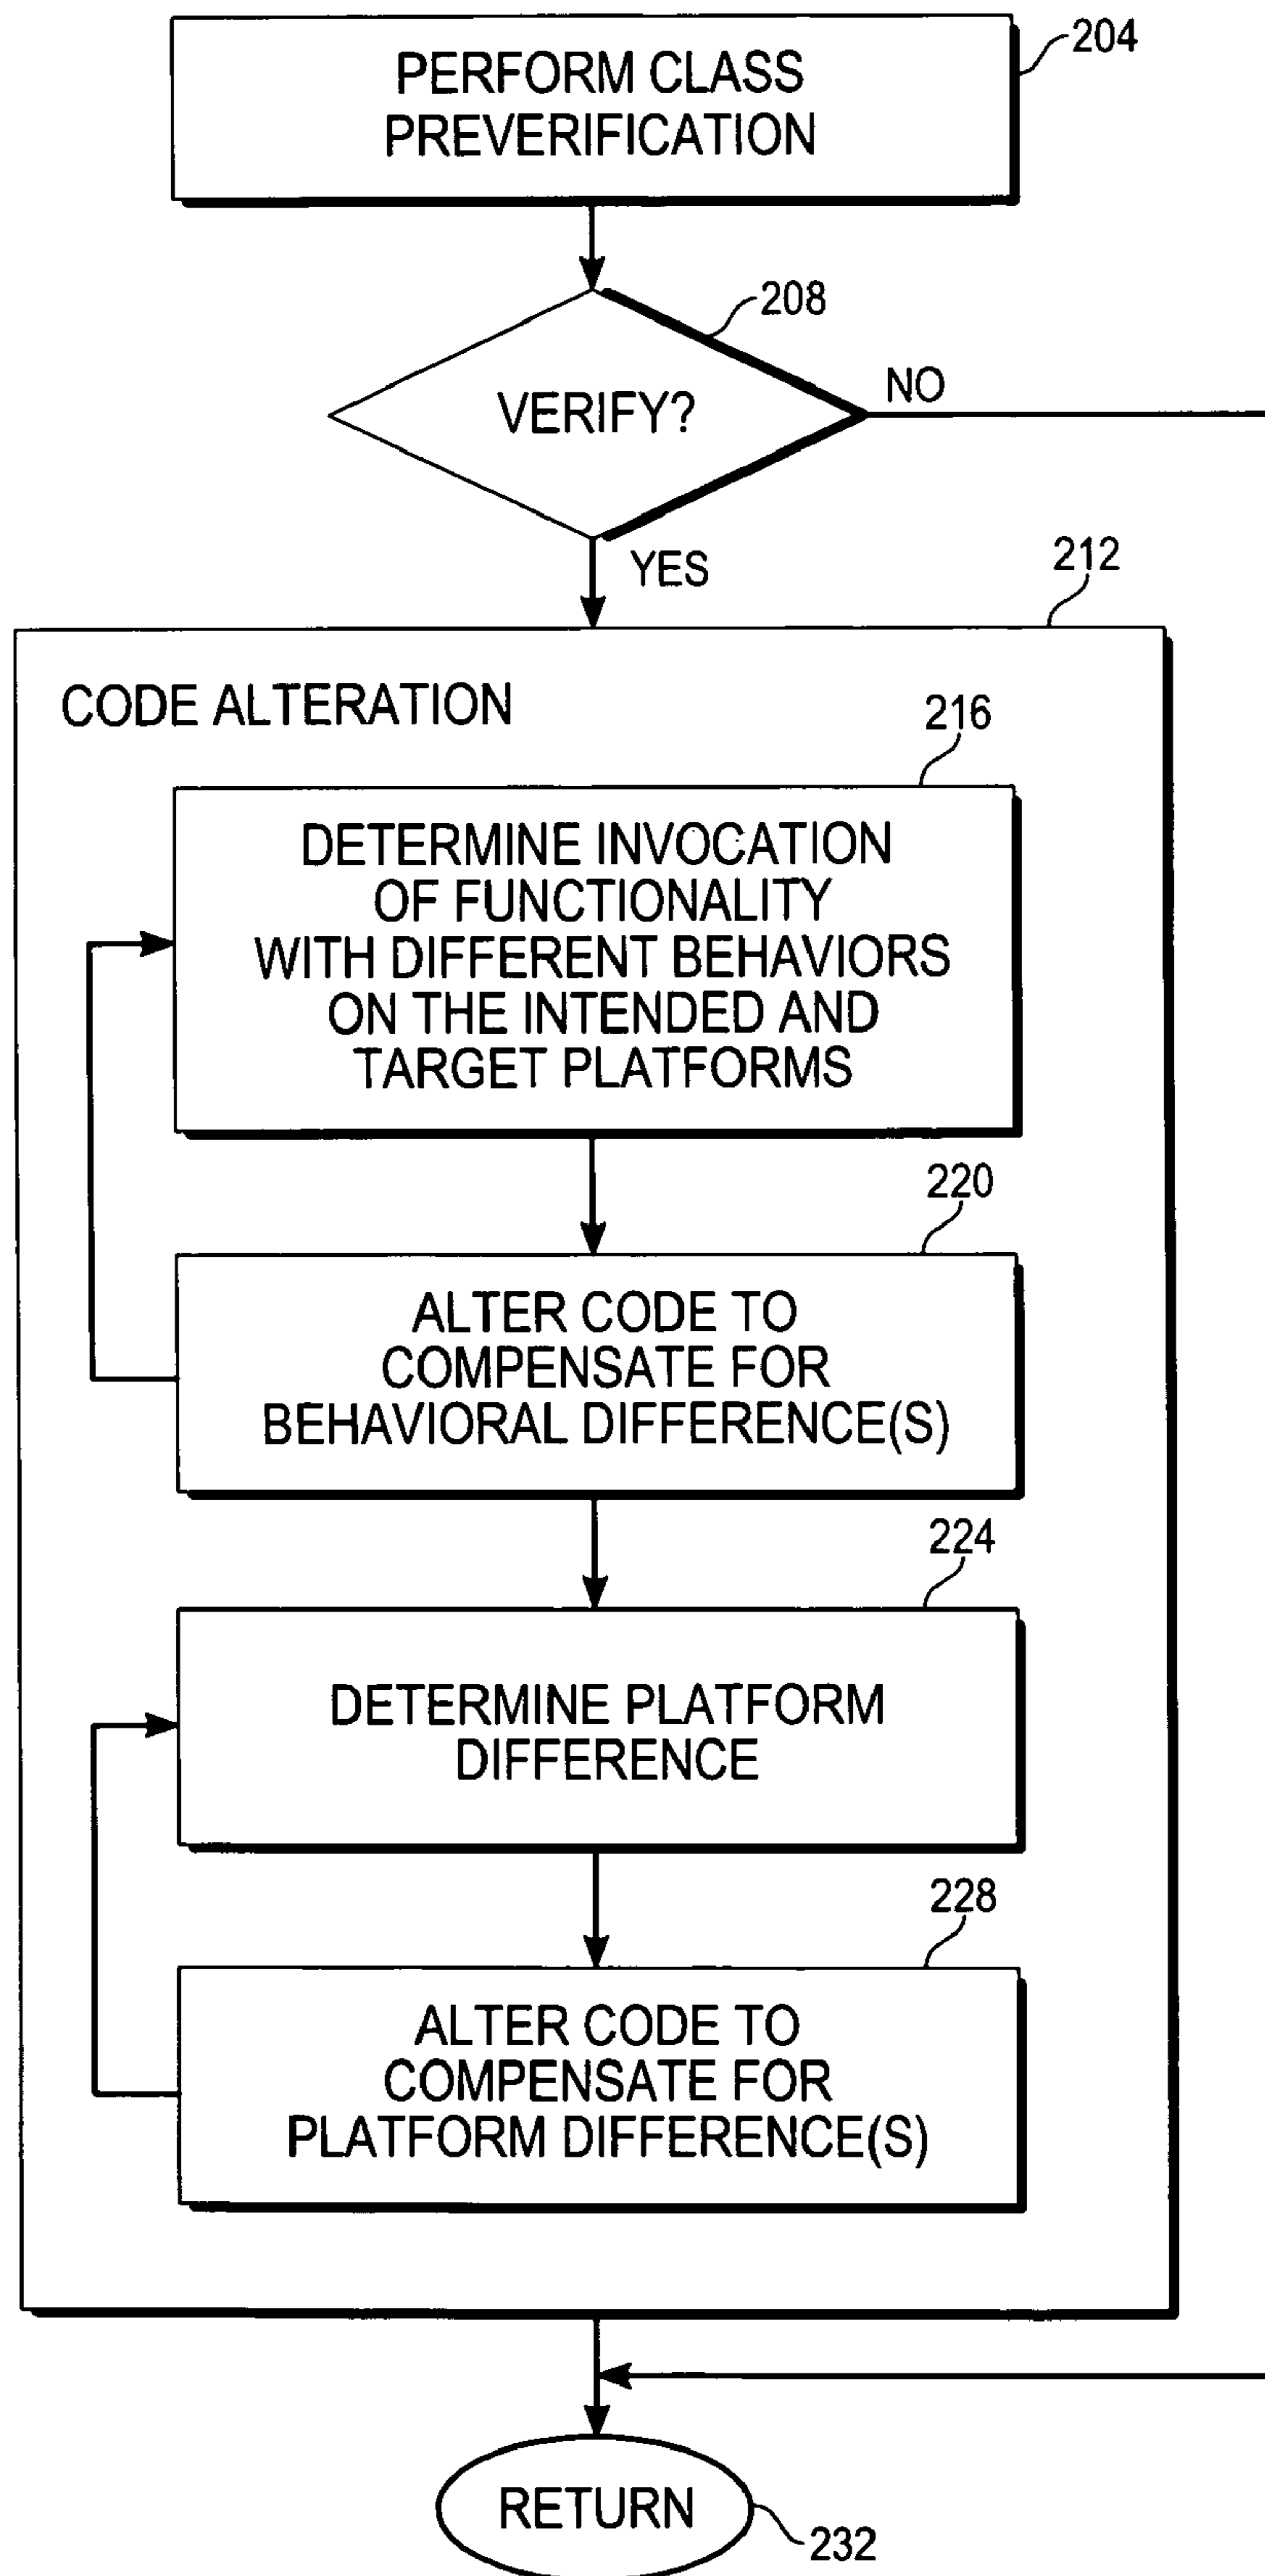 PERFORM CLASS
PREVERIFICATION
204
208
VERIFY?
NO
YES
212
CODE ALTERATION
216
DETERMINE INVOCATION
OF FUNCTIONALITY
WITH DIFFERENT BEHAVIORS
ON THE INTENDED AND
TARGET PLATFORMS
220
ALTER CODE TO
COMPENSATE FOR
BEHAVIORAL DIFFERENCE(S)
224
DETERMINE PLATFORM
DIFFERENCE
228
ALTER CODE TO
COMPENSATE FOR
PLATFORM DIFFERENCE(S)
RETURN
232